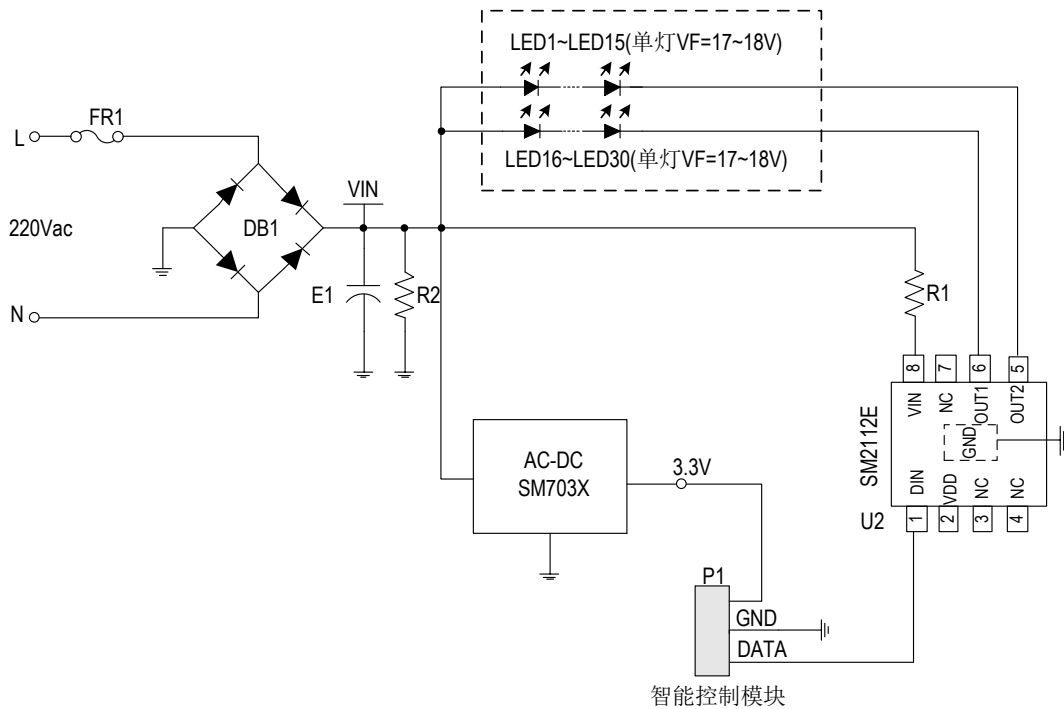 LED1~LED15(单灯VF=17~18V)
FR1
L
LED16~LED30(单灯VF=17~18V)
VIN
220Vac
DB1
E1
R2
R1
N
8
7
6
5
VIN
NC
OUT1
OUT2
SM2112E
GND
AC-DC
SM703X
3.3V
DIN
VDD
NC
NC
U2
1
2
3
4
P1
GND
DATA
智能控制模块